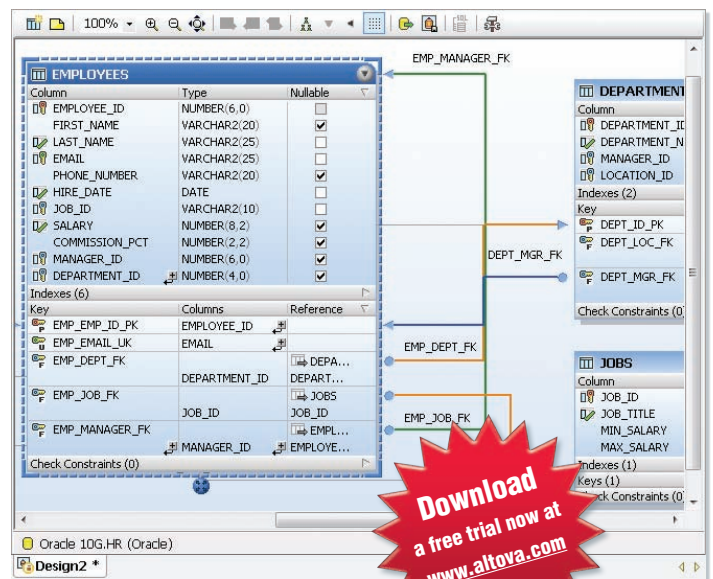 100%
EMP_MANAGER_FK
EMPLOYEES
Column Type Nullable
EMPLOYEE_ID NUMBER(6,0)
FIRST_NAME VARCHAR2(20)
LAST_NAME VARCHAR2(25)
EMAIL VARCHAR2(25)
PHONE_NUMBER VARCHAR2(20)
HIRE_DATE DATE
JOB_ID VARCHAR2(10)
SALARY NUMBER(8,2)
COMMISSION_PCT NUMBER(2,2)
MANAGER_ID NUMBER(6,0)
DEPARTMENT_ID NUMBER(4,0)
Indexes (6)
Key Columns Reference
EMP_EMP_ID_PK EMPLOYEE_ID
EMP_EMAIL_UK EMAIL
EMP_DEPT_FK DEPA...
DEPARTMENT_ID DEPART...
EMP_JOB_FK JOBS
JOB_ID JOB_ID
EMP_MANAGER_FK EMPL...
MANAGER_ID EMPLOYE...
Check Constraints (0)
DEPT_MGR_FK
EMP_DEPT_FK
EMP_JOB_FK
DEPARTMENT
Column
DEPARTMENT_ID
DEPARTMENT_N
MANAGER_ID
LOCATION_ID
Indexes (2)
Key
DEPT_ID_PK
DEPT_LOC_FK
DEPT_MGR_FK
Check Constraints (0)
JOBS
Column
JOB_ID
JOB_TITLE
MIN_SALARY
MAX_SALARY
Indexes (1)
Keys (1)
Check Constraints (0)
Download
a free trial now at
www.altova.com
Oracle 10G.HR (Oracle)
Design2 *